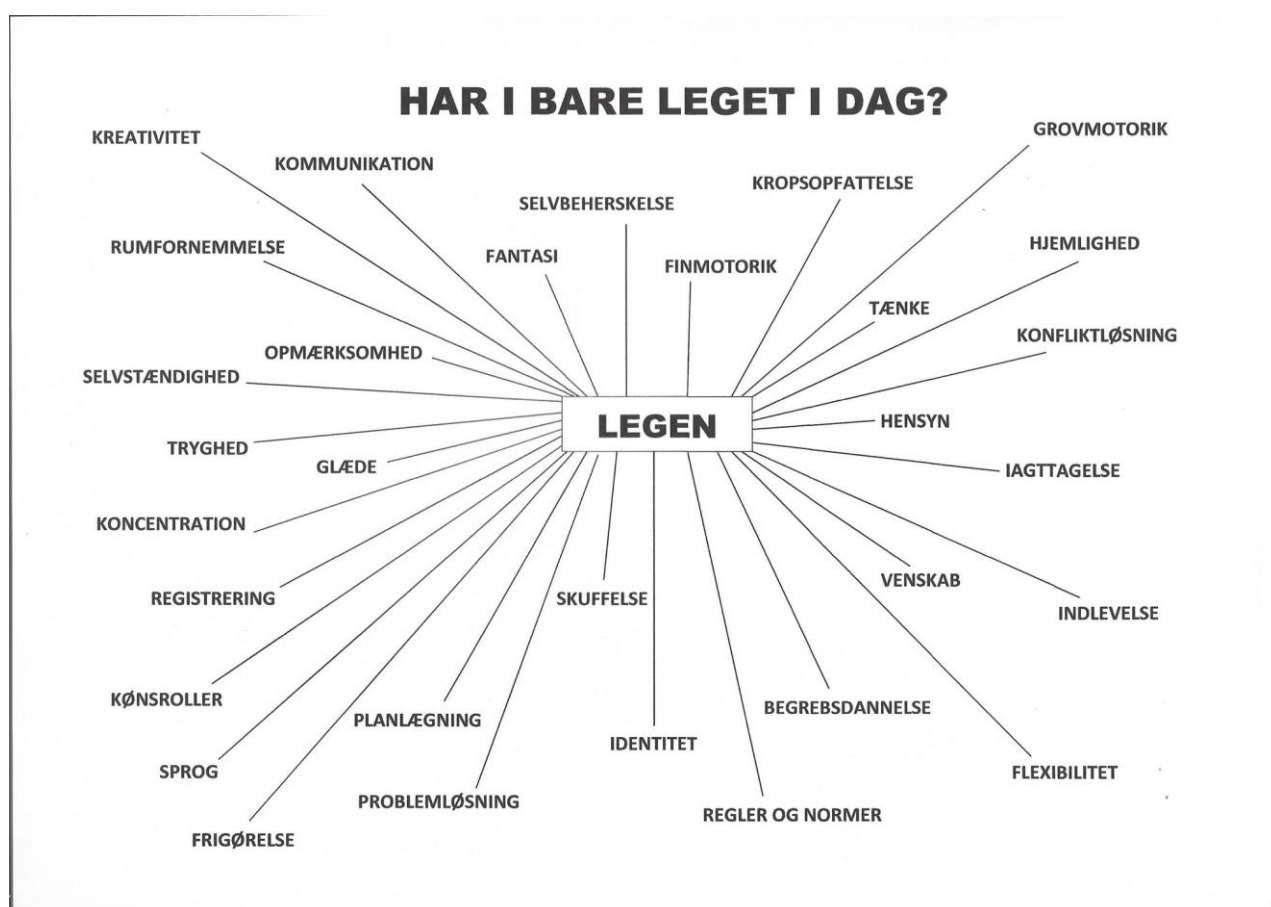 HAR I BARE LEGET I DAG?
KREATIVITET
KOMMUNIKATION
SELVBEHERSKELSE
KROPSOPFATTELSE
GROVMOTORIK
RUMFORNEMMELSE
FANTASI
FINMOTORIK
HJEMLIGHED
TÆNKE
OPMÆRKSOMHED
KONFLIKTLØSNING
SELVSTÆNDIGHED
LEGEN
HENSYN
TRYGHED
GLÆDE
IAGTTAGELSE
KONCENTRATION
REGISTRERING
SKUFFELSE
VENSKAB
INDLEVELSE
KØNSROLLER
PLANLÆGNING
BEGREBSDANNELSE
IDENTITET
SPROG
FLEXIBILITET
PROBLEMLØSNING
REGLER OG NORMER
FRIGØRELSE